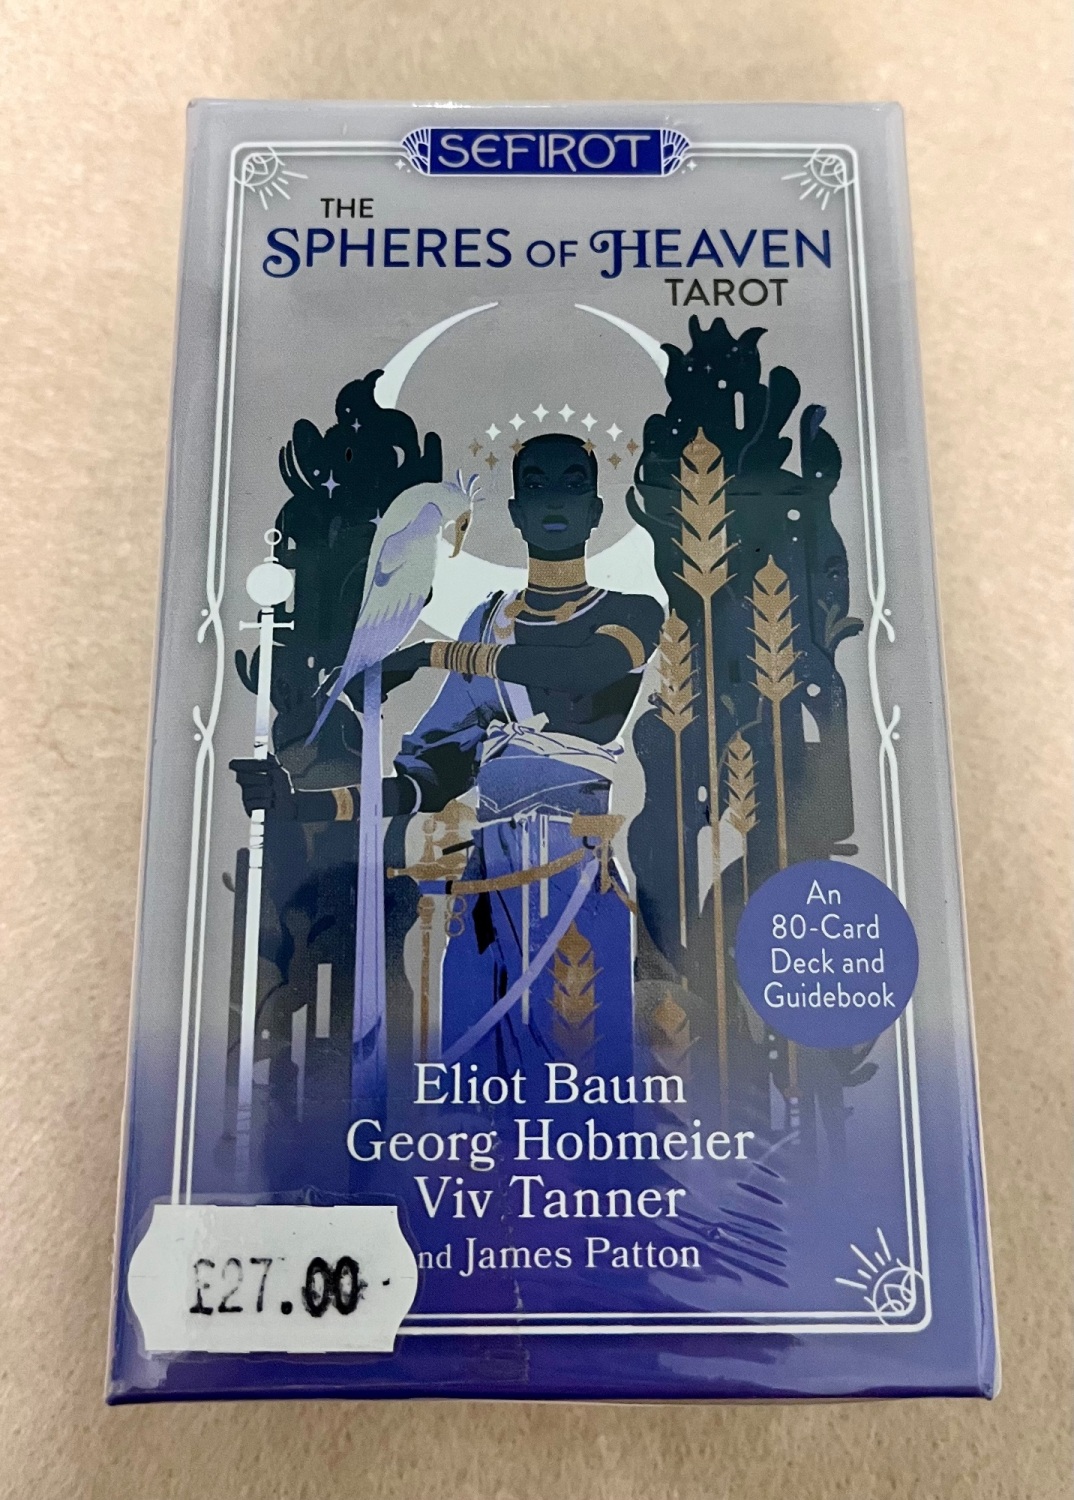 SEFIROT
THE
SPHERES OF HEAVEN
TAROT
An
80-Card
Deck and
Guidebook
Eliot Baum
Georg Hobmeier
Viv Tanner
nd James Patton
£27.00